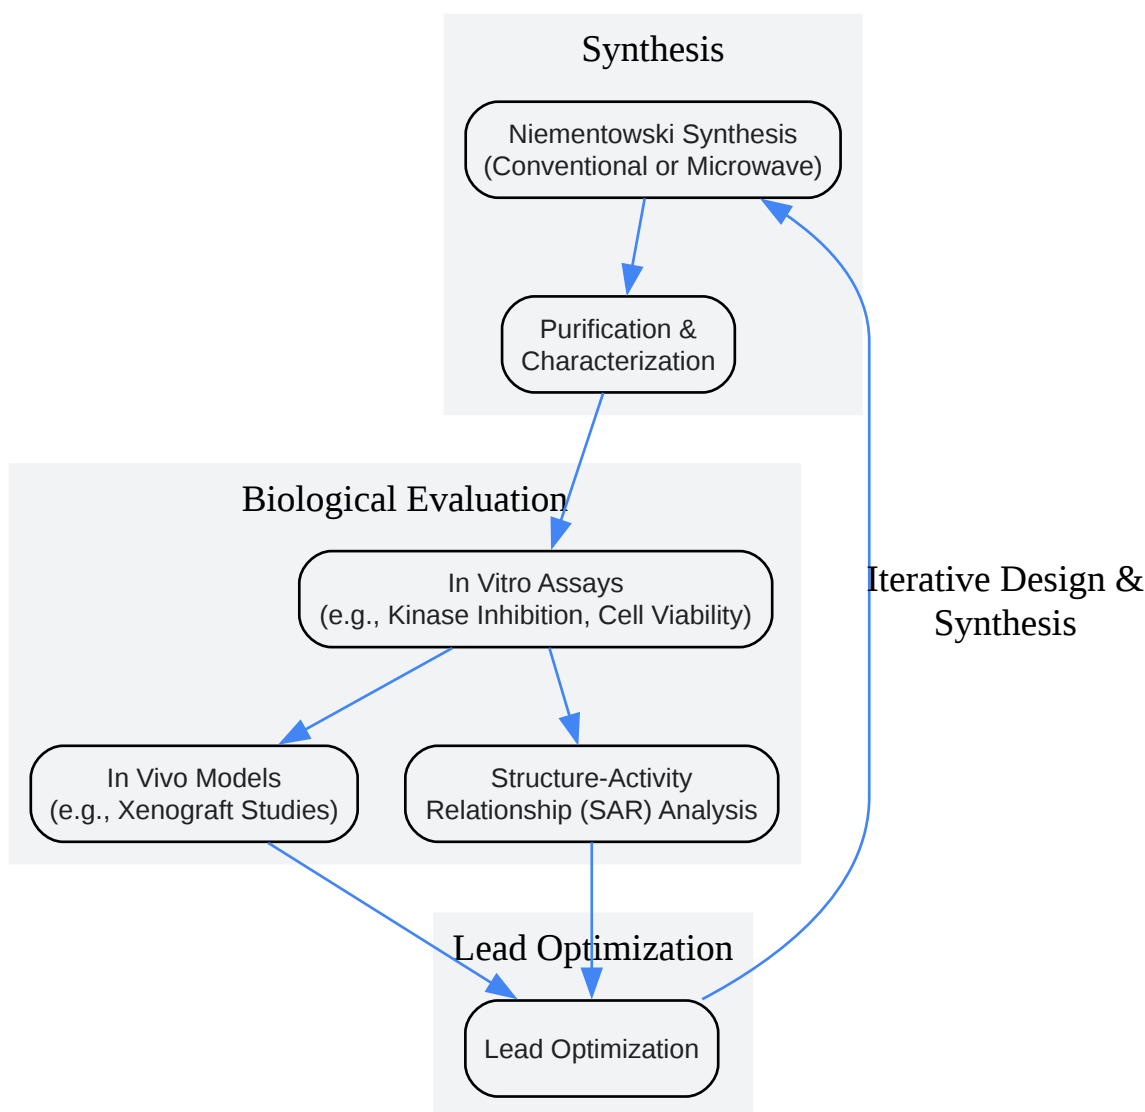 Synthesis
Niementowski Synthesis
(Conventional or Microwave)
Purification &
Characterization
Biological Evaluation
In Vitro Assays
(e.g., Kinase Inhibition, Cell Viability)
Iterative Design &
Synthesis
In Vivo Models
(e.g., Xenograft Studies)
Structure-Activity
Relationship (SAR) Analysis
Lead Optimization
Lead Optimization